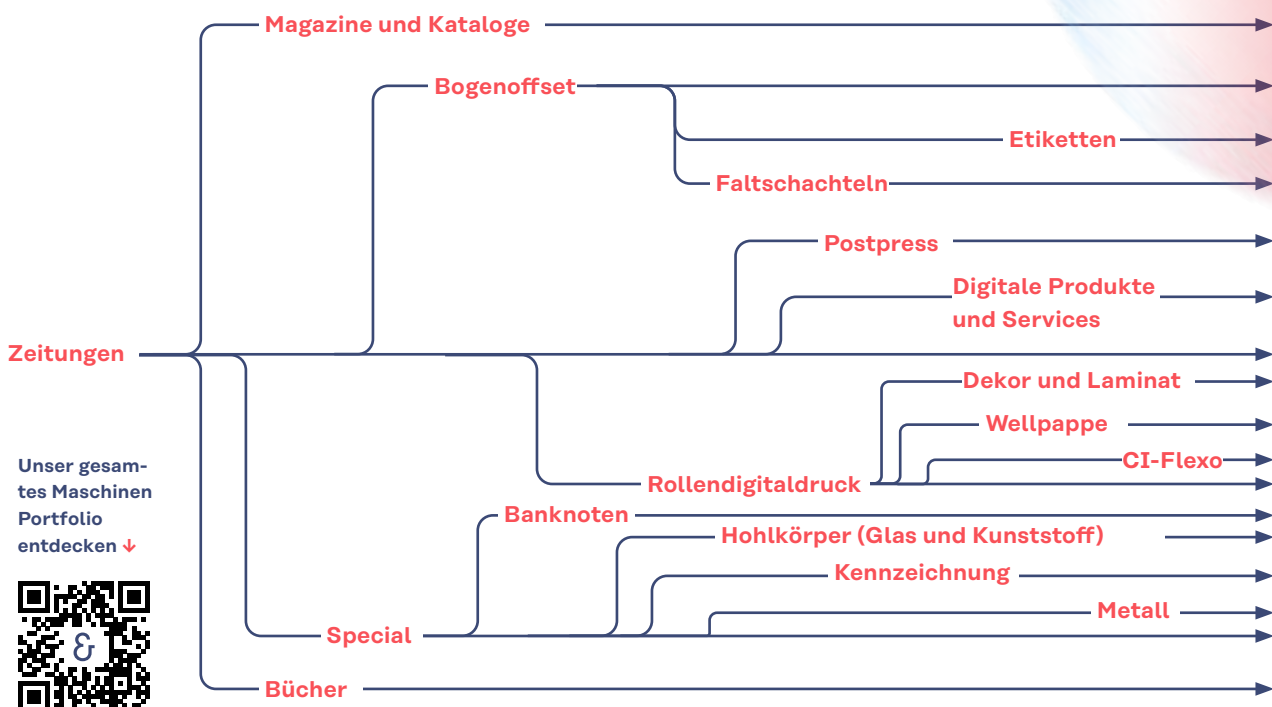 Magazine und Kataloge
Bogenoffset
Etiketten
Faltschachteln
Postpress
Digitale Produkte
und Services
Zeitungen
Dekor und Laminat
Wellpappe
CI-Flexo
Rollendigitaldruck
Banknoten
Hohlkörper (Glas und Kunststoff)
Kennzeichnung
Metall
Special
Bücher
Unser gesam-
tes Maschinen
Portfolio
entdecken ↓
&